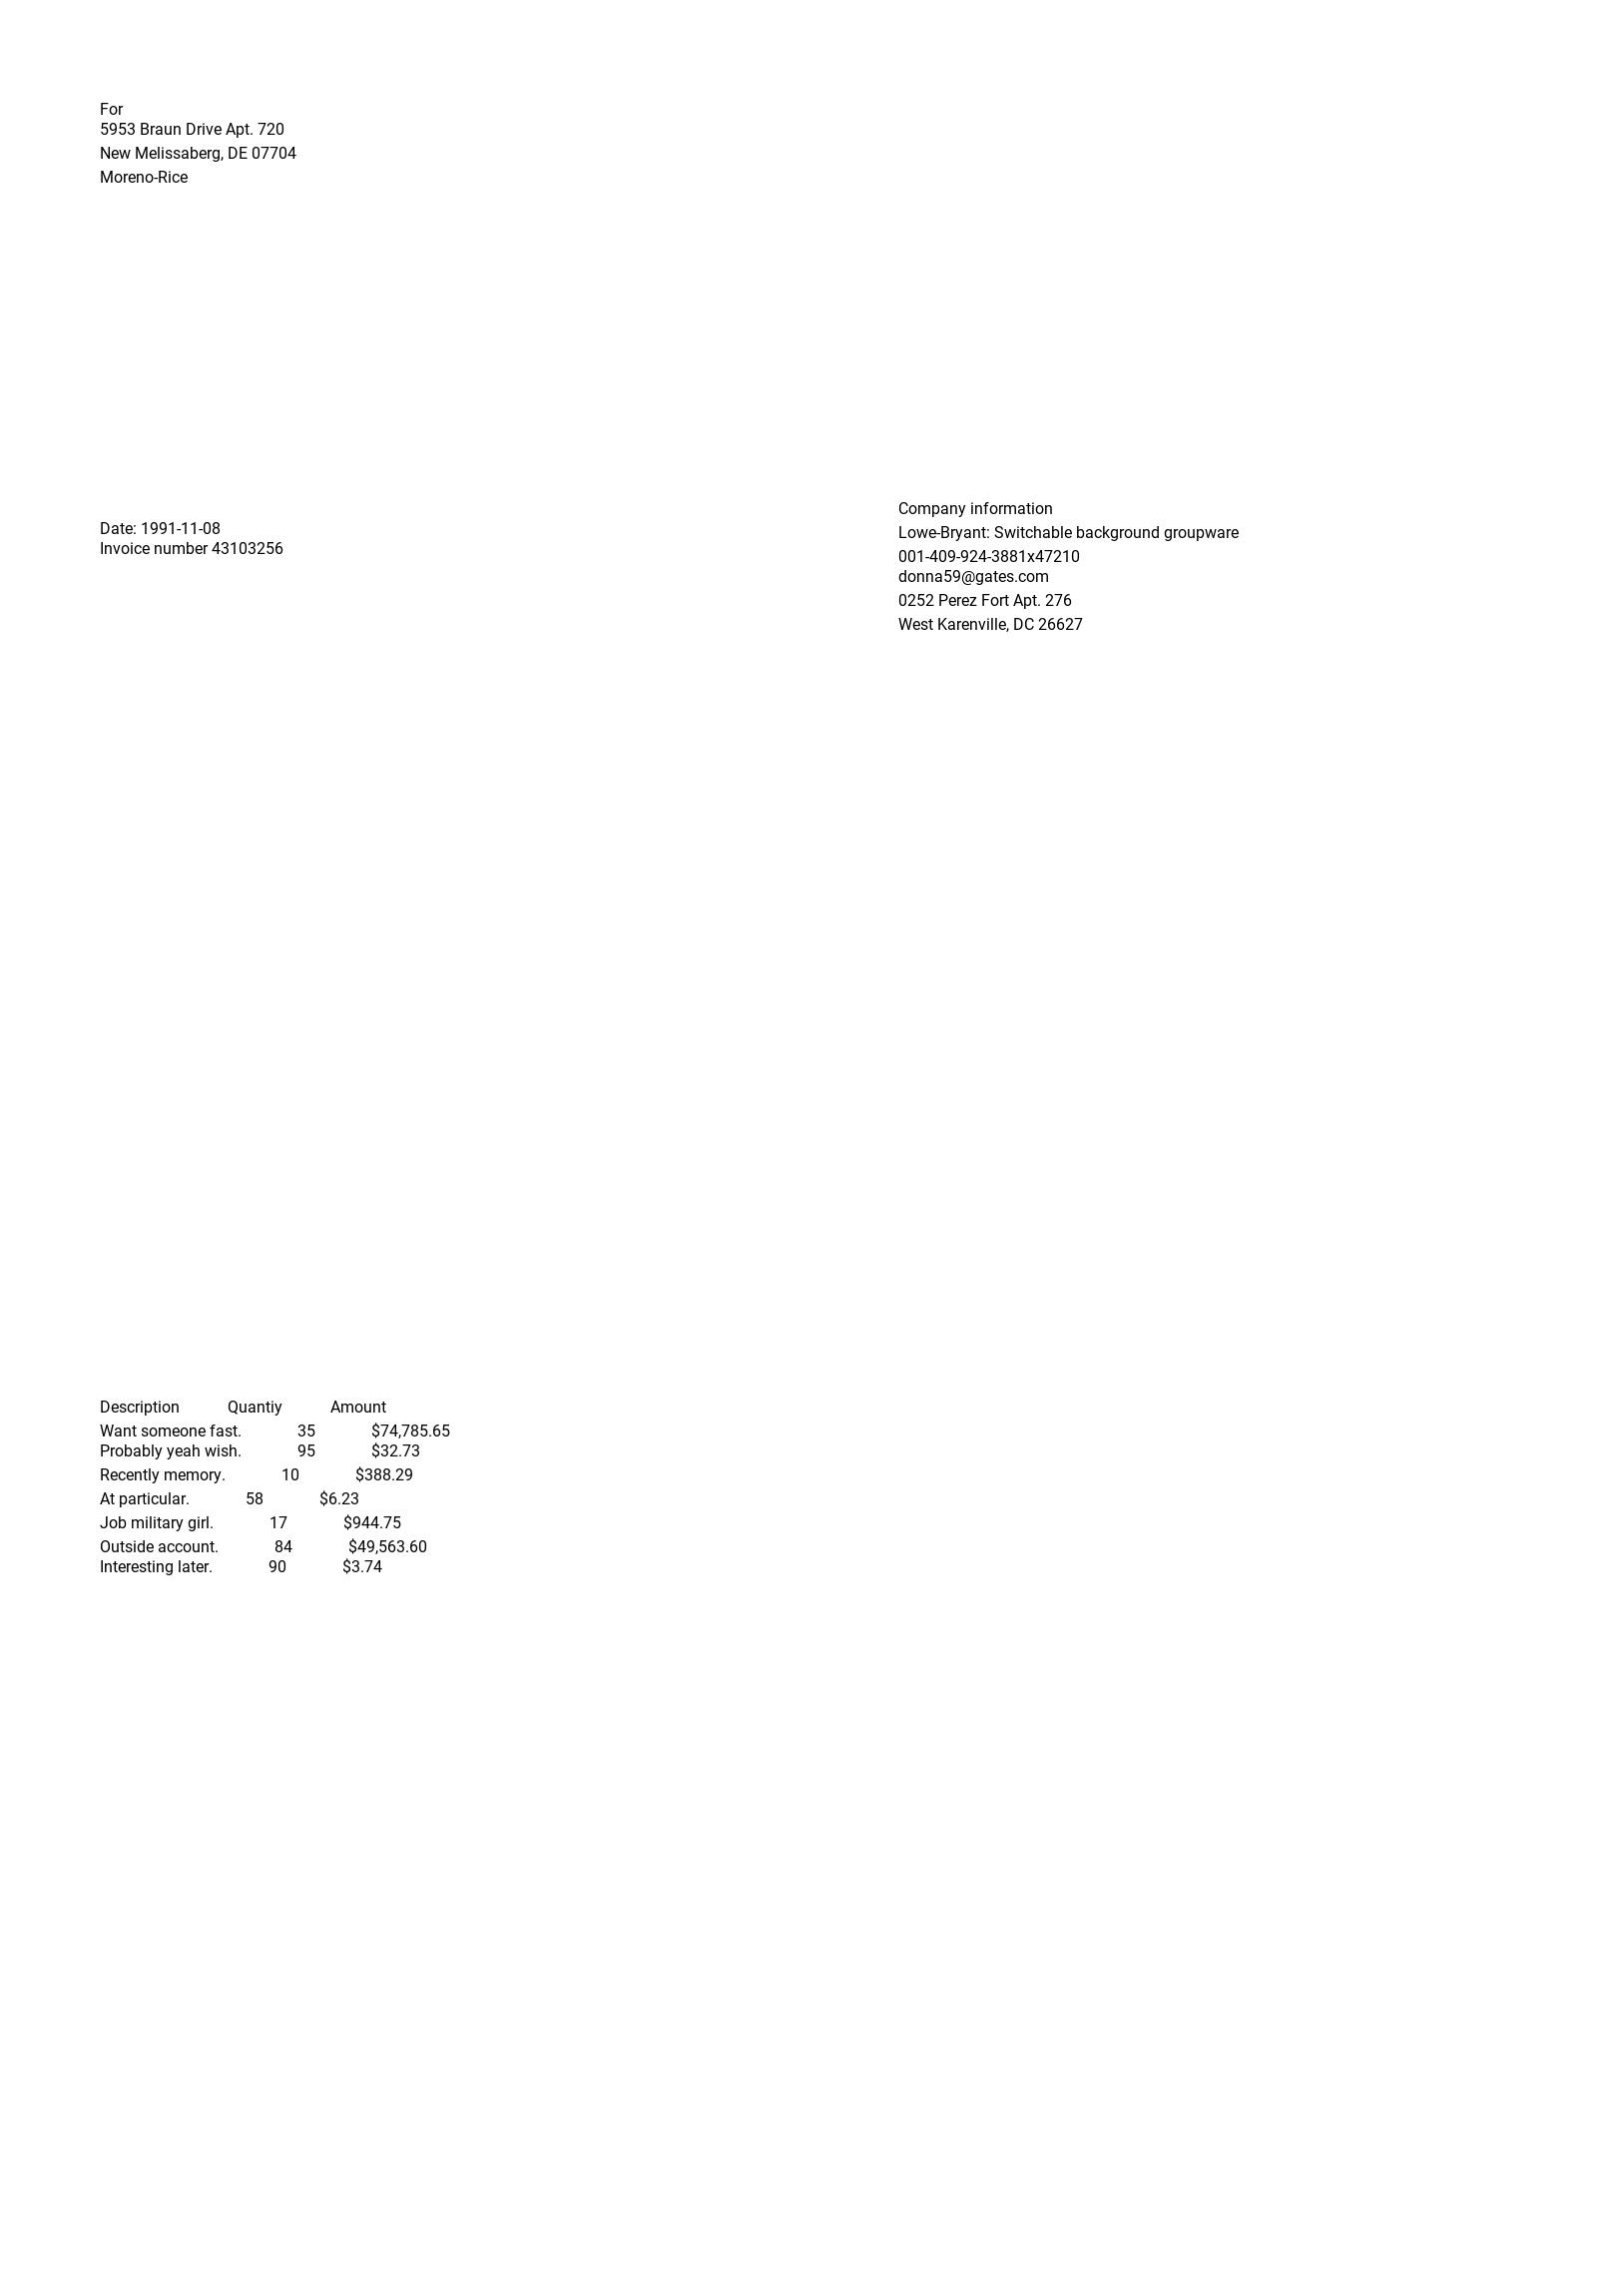 For
5953 Braun Drive Apt. 720
New Melissaberg, DE 07704
Moreno-Rice
Date: 1991-11-08
Invoice number 43103256
Company information
Lowe-Bryant: Switchable background groupware
001-409-924-3881x47210
donna59@gates.com
0252 Perez Fort Apt. 276
West Karenville, DC 26627
Description Quantiy Amount
Want someone fast. 35 $74,785.65
Probably yeah wish. 95 $32.73
Recently memory. 10 $388.29
At particular. 58 $6.23
Job military girl. 17 $944.75
Outside account. 84 $49,563.60
Interesting later. 90 $3.74